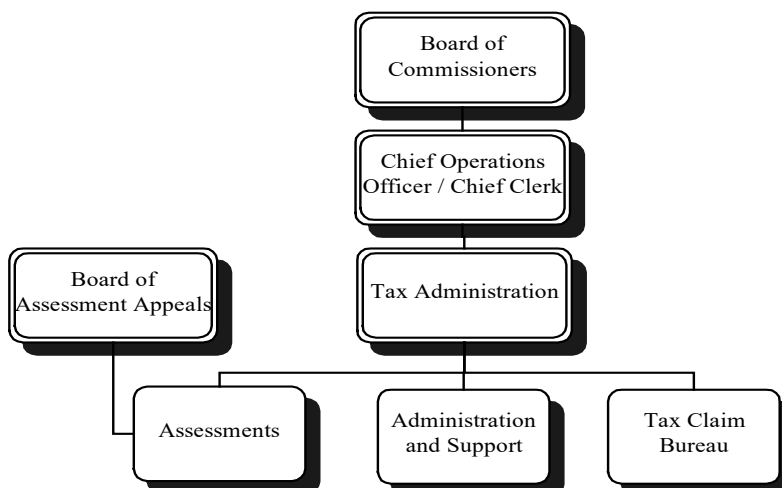 Board of
Commissioners
Chief Operations
Officer / Chief Clerk
Board of
Assessment Appeals
Tax Administration
Assessments
Administration
and Support
Tax Claim
Bureau